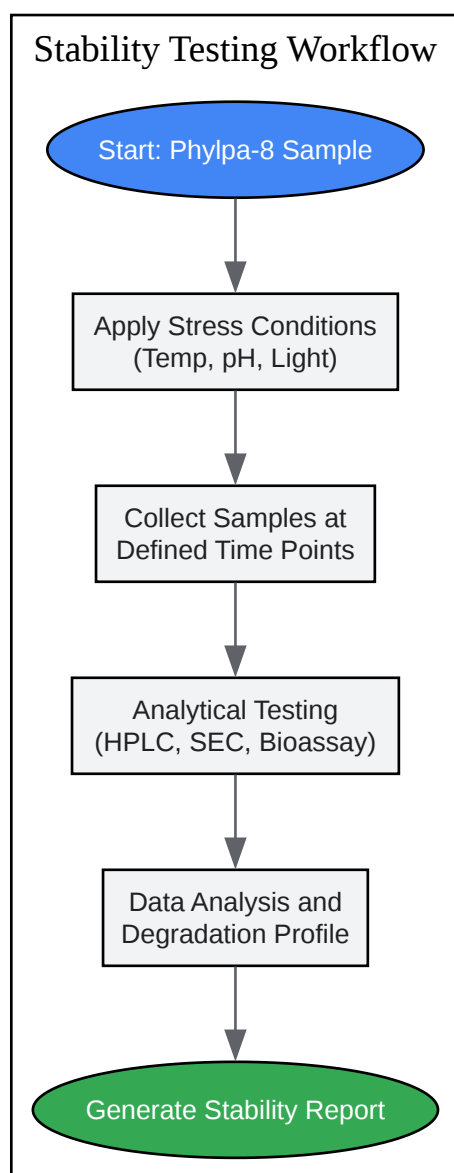 Stability Testing Workflow
Start: Phylpa-8 Sample
Apply Stress Conditions
(Temp, pH, Light)
Collect Samples at
Defined Time Points
Analytical Testing
(HPLC, SEC, Bioassay)
Data Analysis and
Degradation Profile
Generate Stability Report